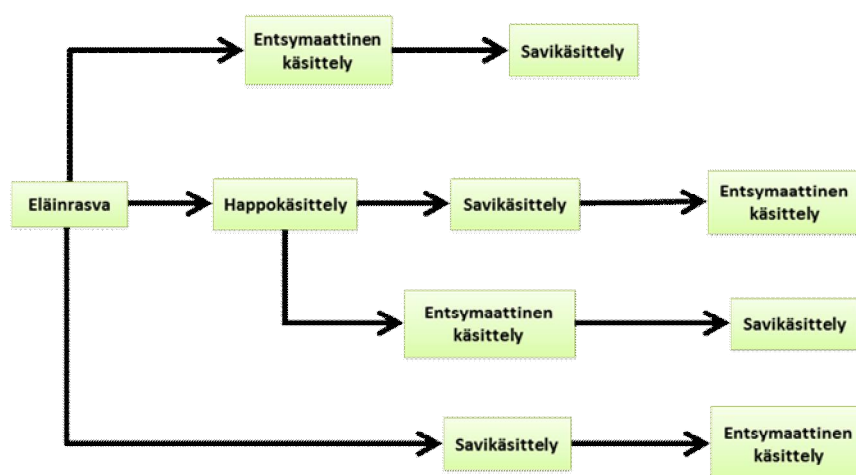 Entsymaattinen
käsittely
Savikäsittely
Eläinrasva
Happokäsittely
Savikäsittely
Entsymaattinen
käsittely
Entsymaattinen
käsittely
Savikäsittely
Savikäsittely
Entsymaattinen
käsittely